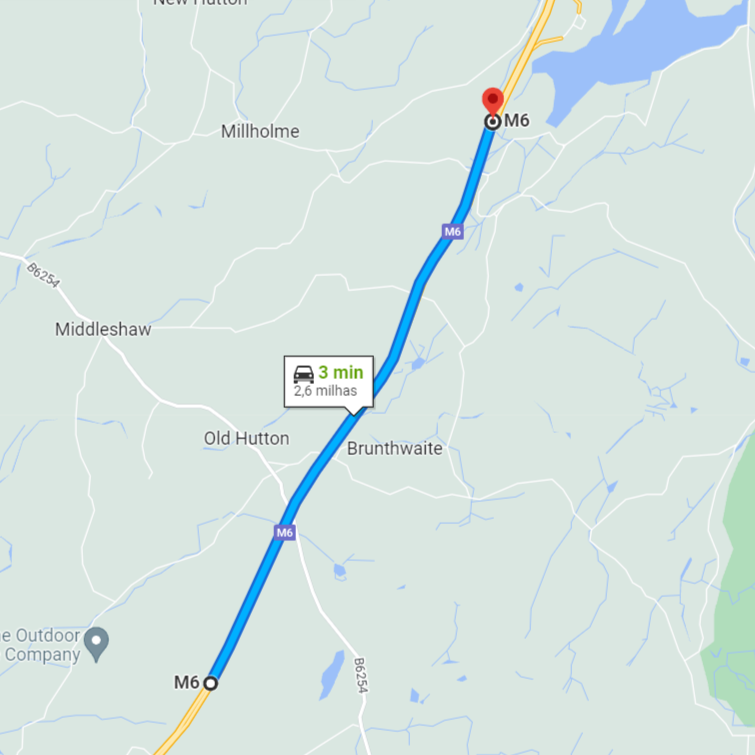 New Hutton
M6
Millholme
M6
B6254
Middleshaw
3 min
2,6 milhas
Old Hutton
Brunthwaite
M6
e Outdoor
Company
M6
B6254